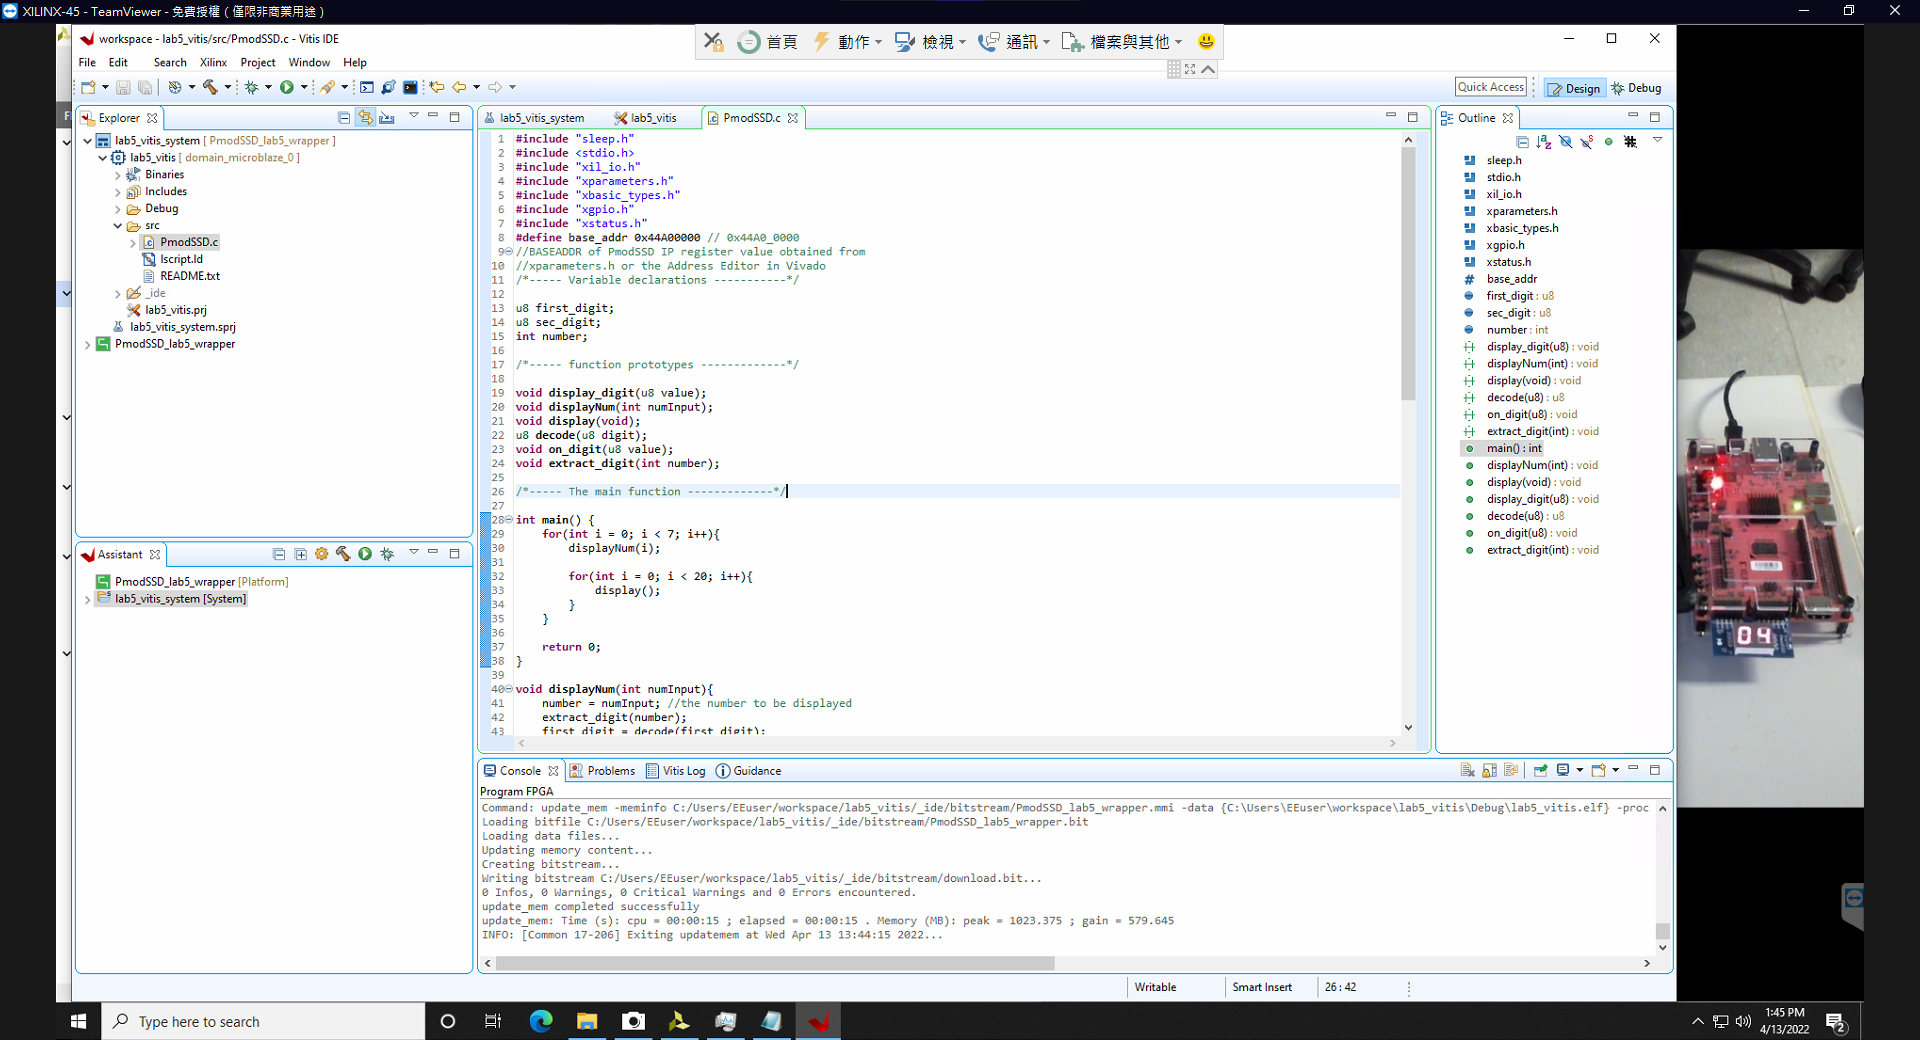 XILINX-45 - TeamViewer - 免費授權 ( 僅限非商業用途 )
workspace - lab5_vitis/src/PmodSSD.c - Vitis IDE
首頁 動作 檢視 通訊 檔案與其他
File Edit Search Xilinx Project Window Help
Quick Access Design Debug
Explorer
lab5_vitis_system [ PmodSSD_lab5_wrapper ]
lab5_vitis [ domain_microblaze_0 ]
Binaries
Includes
Debug
src
PmodSSD.c
lscript.ld
README.txt
_ide
lab5_vitis.prj
lab5_vitis_system.sprj
PmodSSD_lab5_wrapper
Assistant
PmodSSD_lab5_wrapper [Platform]
lab5_vitis_system [System]
lab5_vitis_system lab5_vitis PmodSSD.c
1 #include "sleep.h"
2 #include <stdio.h>
3 #include "xil_io.h"
4 #include "xparameters.h"
5 #include "xbasic_types.h"
6 #include "xgpio.h"
7 #include "xstatus.h"
8 #define base_addr 0x44A00000 // 0x44A0_0000
9 //BASEADDR of PmodSSD IP register value obtained from
10 //xparameters.h or the Address Editor in Vivado
11 /*----- Variable declarations -----------*/
12
13 u8 first_digit;
14 u8 sec_digit;
15 int number;
16
17 /*----- function prototypes -------------*/
18
19 void display_digit(u8 value);
20 void displayNum(int numInput);
21 void display(void);
22 u8 decode(u8 digit);
23 void on_digit(u8 value);
24 void extract_digit(int number);
25
26 /*----- The main function -------------*/
27
28 int main() {
29 for(int i = 0; i < 7; i++){
30 displayNum(i);
31
32 for(int i = 0; i < 20; i++){
33 display();
34 }
35 }
36
37 return 0;
38 }
39
40 void displayNum(int numInput){
41 number = numInput; //the number to be displayed
42 extract_digit(number);
43 first_digit = decode(first_digit);
Outline
sleep.h
stdio.h
xil_io.h
xparameters.h
xbasic_types.h
xgpio.h
xstatus.h
base_addr
first_digit : u8
sec_digit : u8
number : int
display_digit(u8) : void
displayNum(int) : void
display(void) : void
decode(u8) : u8
on_digit(u8) : void
extract_digit(int) : void
main() : int
displayNum(int) : void
display(void) : void
display_digit(u8) : void
decode(u8) : u8
on_digit(u8) : void
extract_digit(int) : void
04
Console Problems Vitis Log Guidance
Program FPGA
Command: update_mem -meminfo C:/Users/EEuser/workspace/lab5_vitis/_ide/bitstream/PmodSSD_lab5_wrapper.mmi -data {C:\Users\EEuser\workspace\lab5_vitis\Debug\lab5_vitis.elf} -proc
Loading bitfile C:/Users/EEuser/workspace/lab5_vitis/_ide/bitstream/PmodSSD_lab5_wrapper.bit
Loading data files...
Updating memory content...
Creating bitstream...
Writing bitstream C:/Users/EEuser/workspace/lab5_vitis/_ide/bitstream/download.bit...
0 Infos, 0 Warnings, 0 Critical Warnings and 0 Errors encountered.
update_mem completed successfully
update_mem: Time (s): cpu = 00:00:15 ; elapsed = 00:00:15 . Memory (MB): peak = 1023.375 ; gain = 579.645
INFO: [Common 17-206] Exiting updatemem at Wed Apr 13 13:44:15 2022...
Writable Smart Insert 26 : 42
Type here to search
1:45 PM
4/13/2022
2